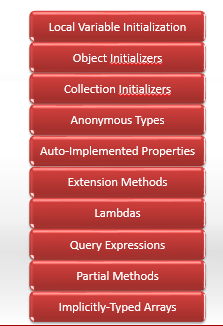 Local Variable Initialization
Object Initializers
Collection Initializers
Anonymous Types
Auto-Implemented Properties
Extension Methods
Lambdas
Query Expressions
Partial Methods
Implicitly-Typed Arrays